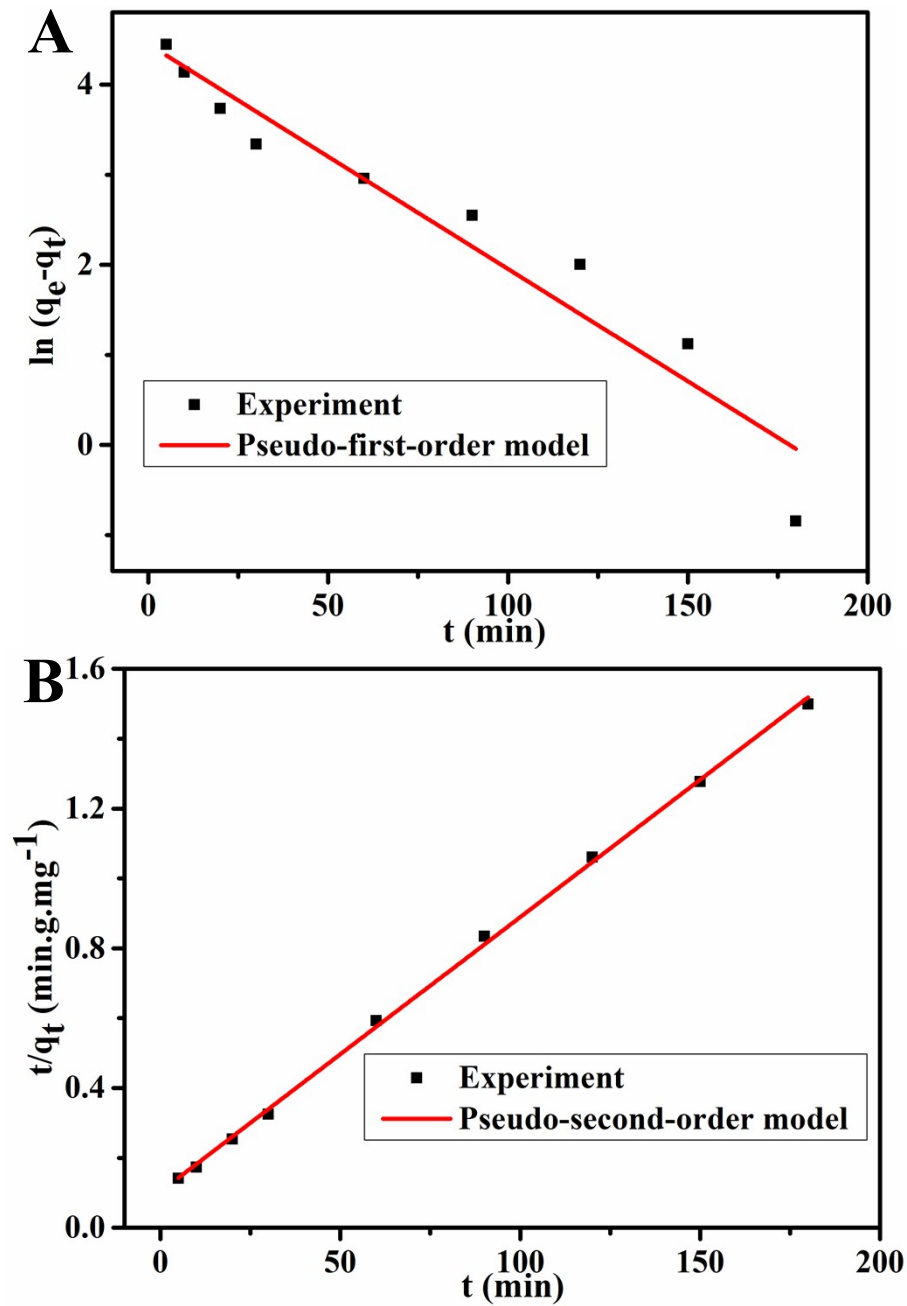 A
4
2
0
ln (qe-qt)
Experiment
Pseudo-first-order model
0
50
100
150
200
t (min)
B
1.6
1.2
0.8
0.4
0.0
t/qt (min.g.mg-1)
Experiment
Pseudo-second-order model
0
50
100
150
200
t (min)